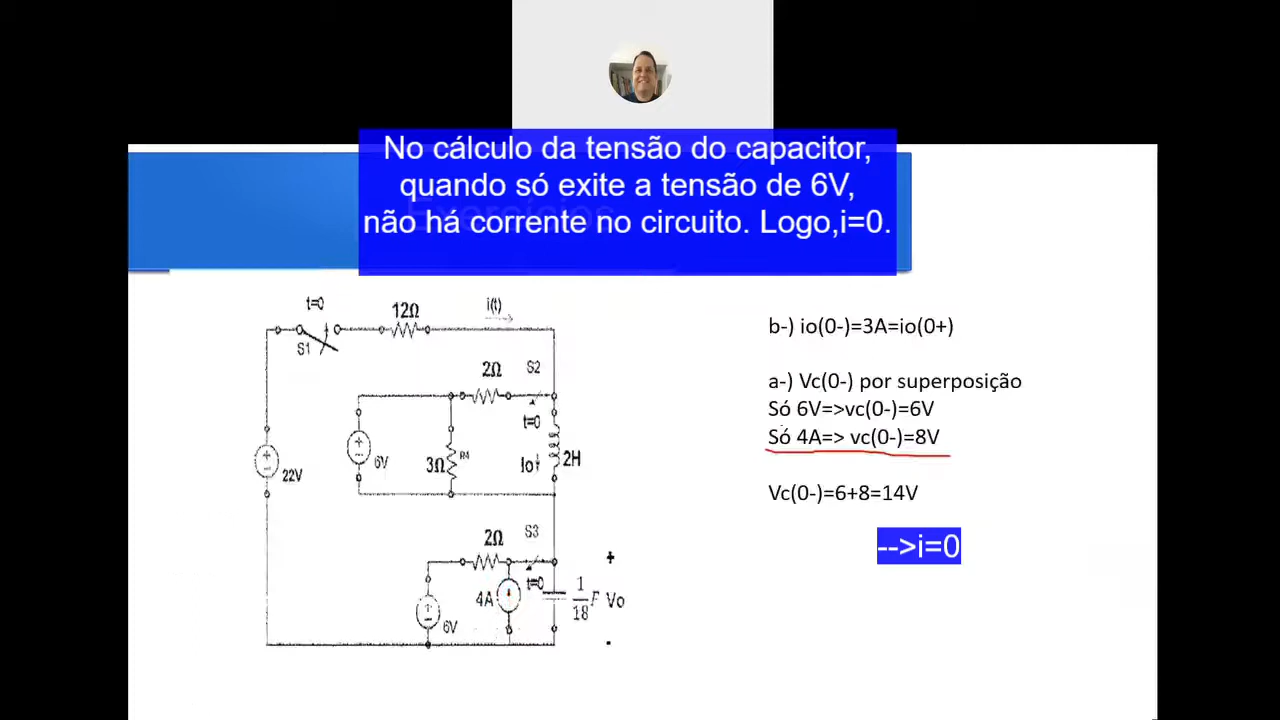 No cálculo da tensão do capacitor,
quando só exite a tensão de 6V,
não há corrente no circuito. Logo,i=0.
Exercícios
t=0
12Ω
i(t)
S1
2Ω
S2
t=0
6V
3Ω
R4
Io
2H
22V
2Ω
S3
t=0
4A
1/18 F
Vo
6V
+
-
b-) io(0-)=3A=io(0+)
a-) Vc(0-) por superposição
Só 6V=>vc(0-)=6V
Só 4A=> vc(0-)=8V
Vc(0-)=6+8=14V
-->i=0